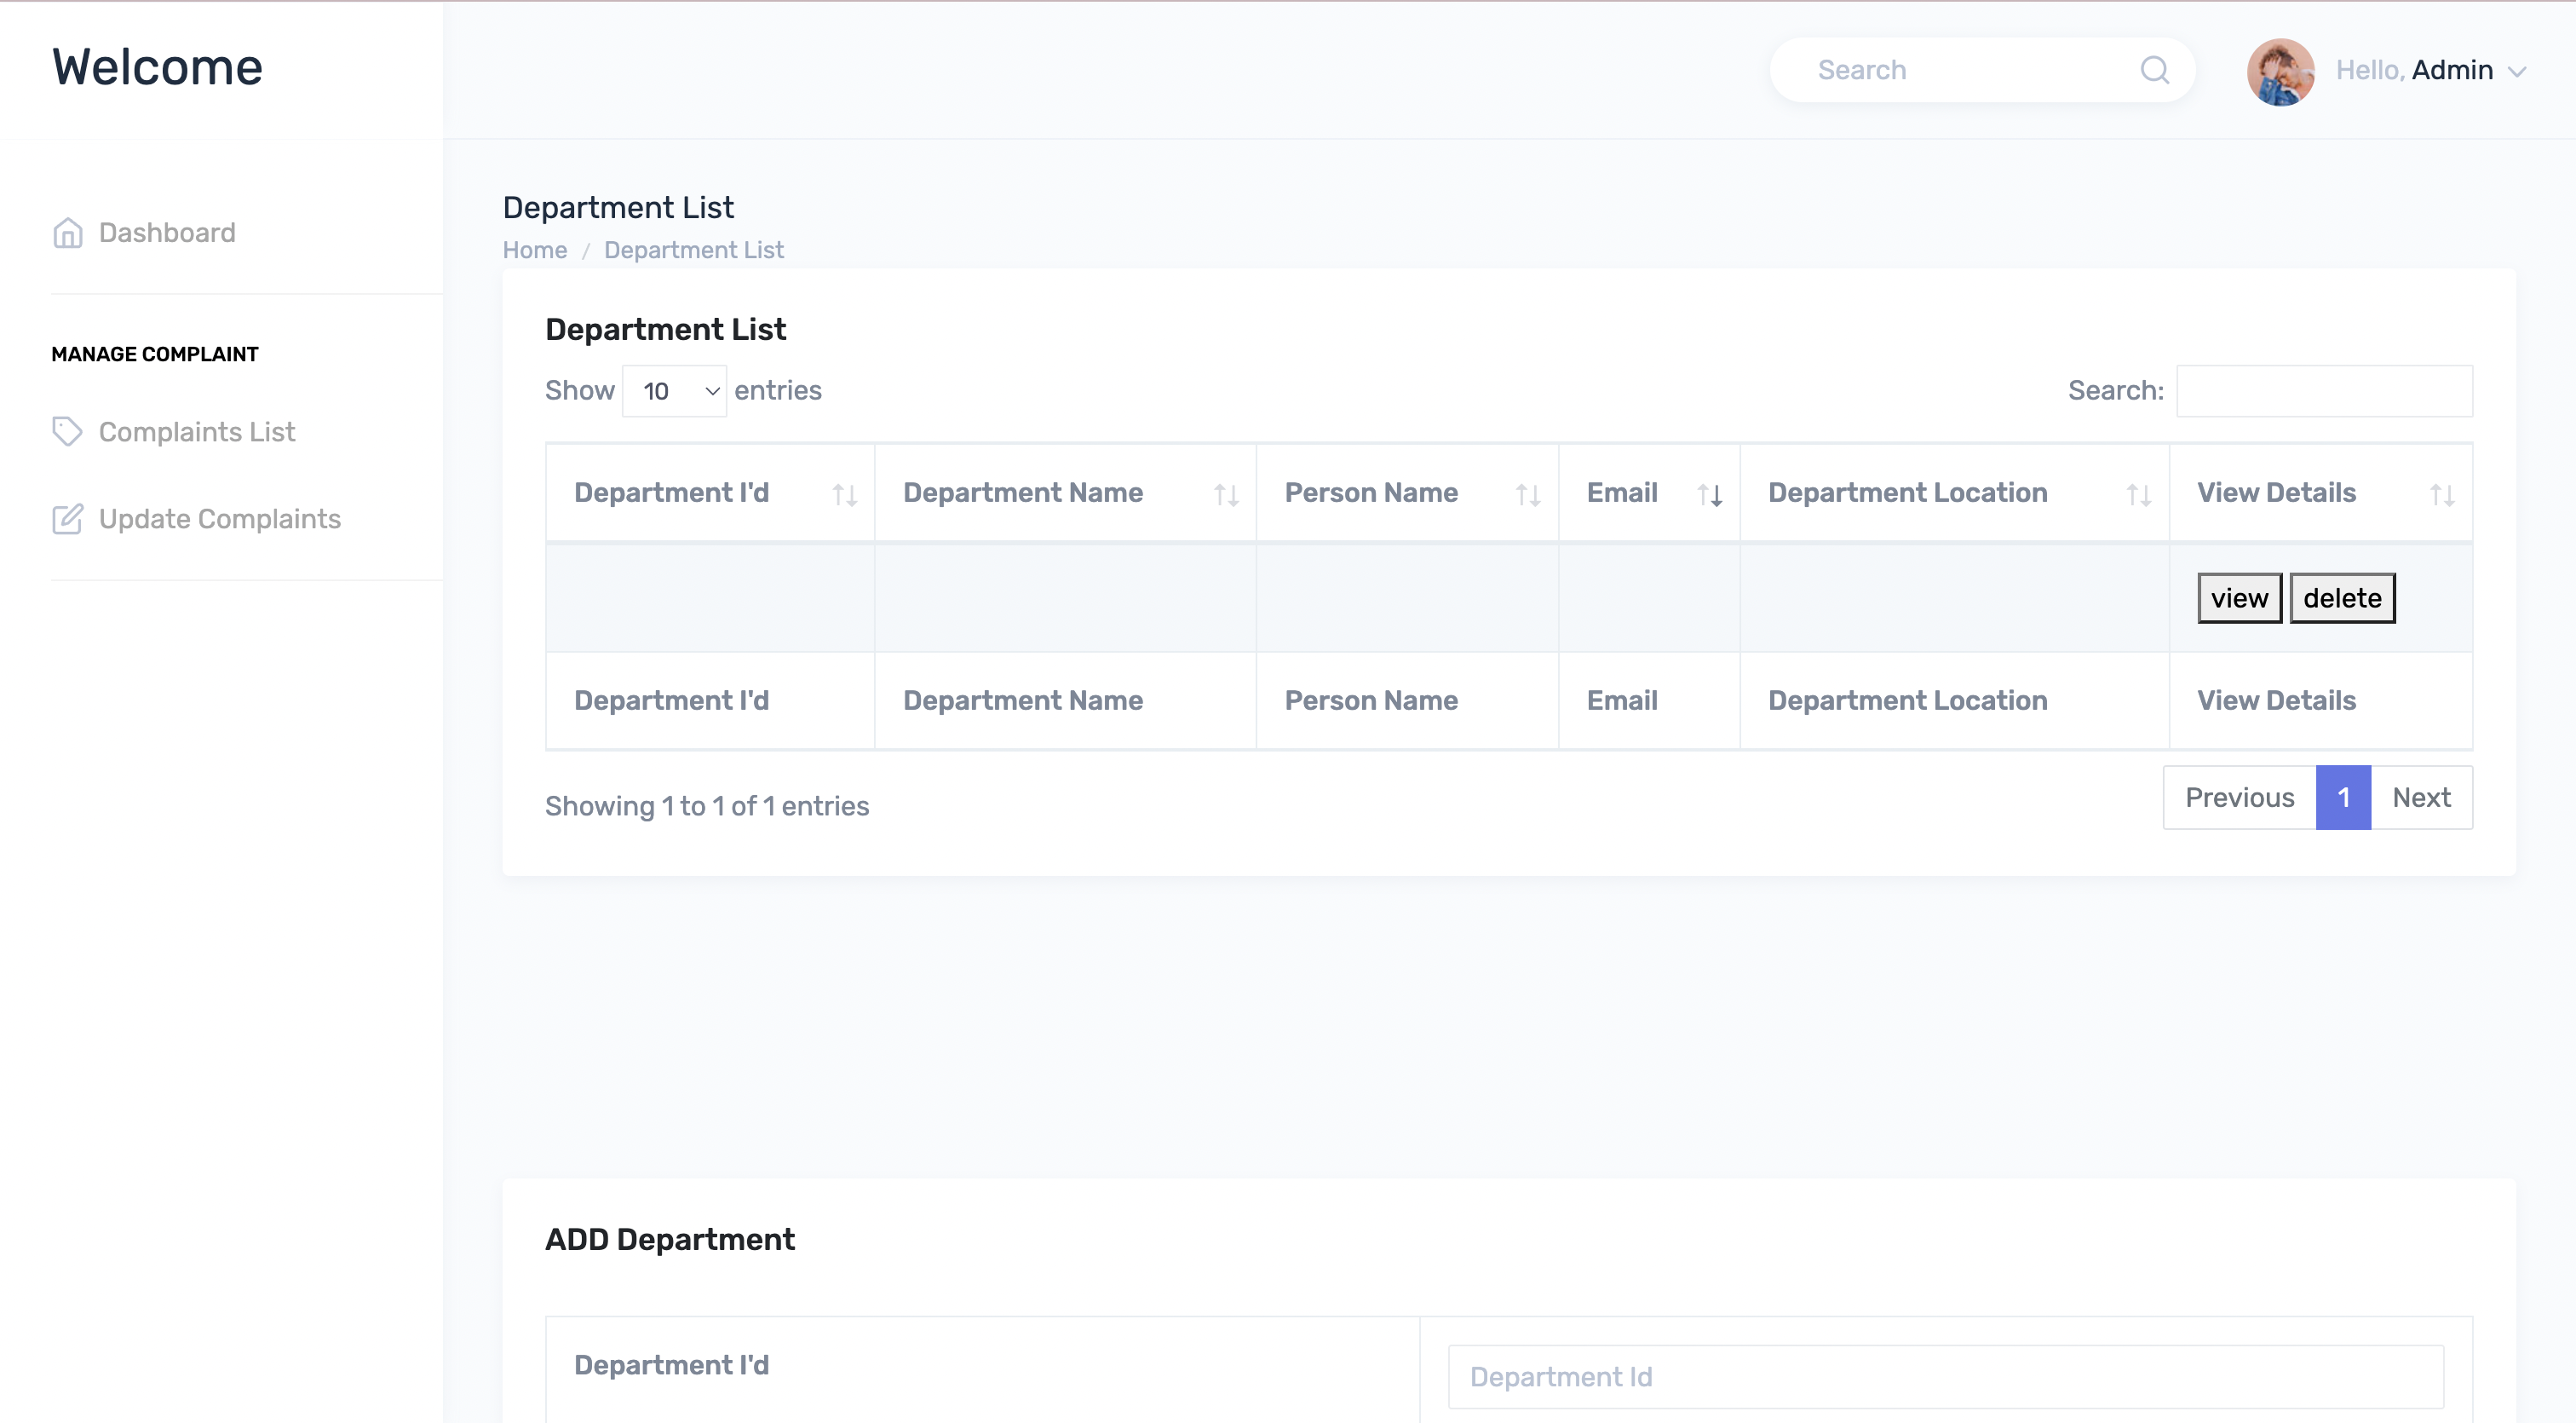 Welcome
Search
Hello, Admin
Dashboard
MANAGE COMPLAINT
Complaints List
Update Complaints
Department List
Home / Department List
Department List
Show 10 entries
Search:
Department I'd Department Name Person Name Email Department Location View Details
view delete
Department I'd Department Name Person Name Email Department Location View Details
Showing 1 to 1 of 1 entries
Previous 1 Next
ADD Department
Department I'd
Department Id